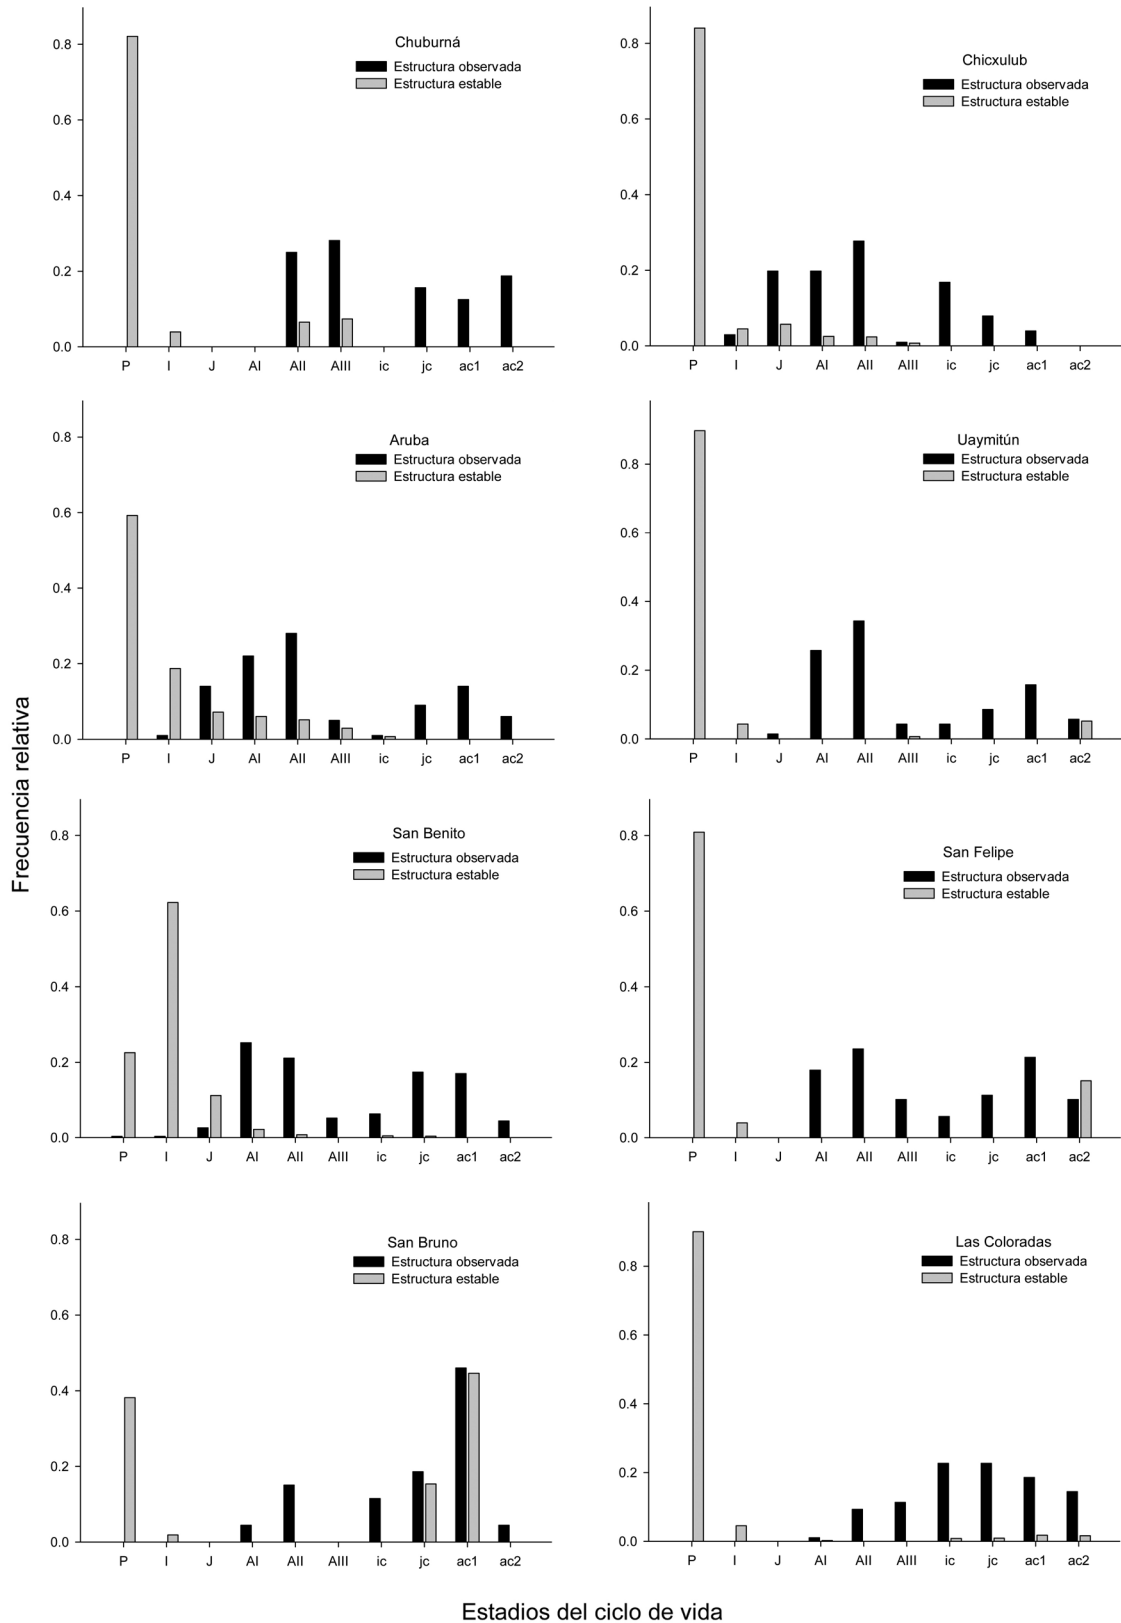 Chuburná
Estructura observada
Estructura estable
0.8
0.6
0.4
0.2
0.0
P I J AI AII AIII ic jc ac1 ac2
Chicxulub
Estructura observada
Estructura estable
0.8
0.6
0.4
0.2
0.0
P I J AI AII AIII ic jc ac1 ac2
Aruba
Estructura observada
Estructura estable
0.8
0.6
0.4
0.2
0.0
P I J AI AII AIII ic jc ac1 ac2
Uaymitún
Estructura observada
Estructura estable
0.8
0.6
0.4
0.2
0.0
P I J AI AII AIII ic jc ac1 ac2
Frecuencia relativa
San Benito
Estructura observada
Estructura estable
0.8
0.6
0.4
0.2
0.0
P I J AI AII AIII ic jc ac1 ac2
San Felipe
Estructura observada
Estructura estable
0.8
0.6
0.4
0.2
0.0
P I J AI AII AIII ic jc ac1 ac2
San Bruno
Estructura observada
Estructura estable
0.8
0.6
0.4
0.2
0.0
P I J AI AII AIII ic jc ac1 ac2
Las Coloradas
Estructura observada
Estructura estable
0.8
0.6
0.4
0.2
0.0
P I J AI AII AIII ic jc ac1 ac2
Estadios del ciclo de vida